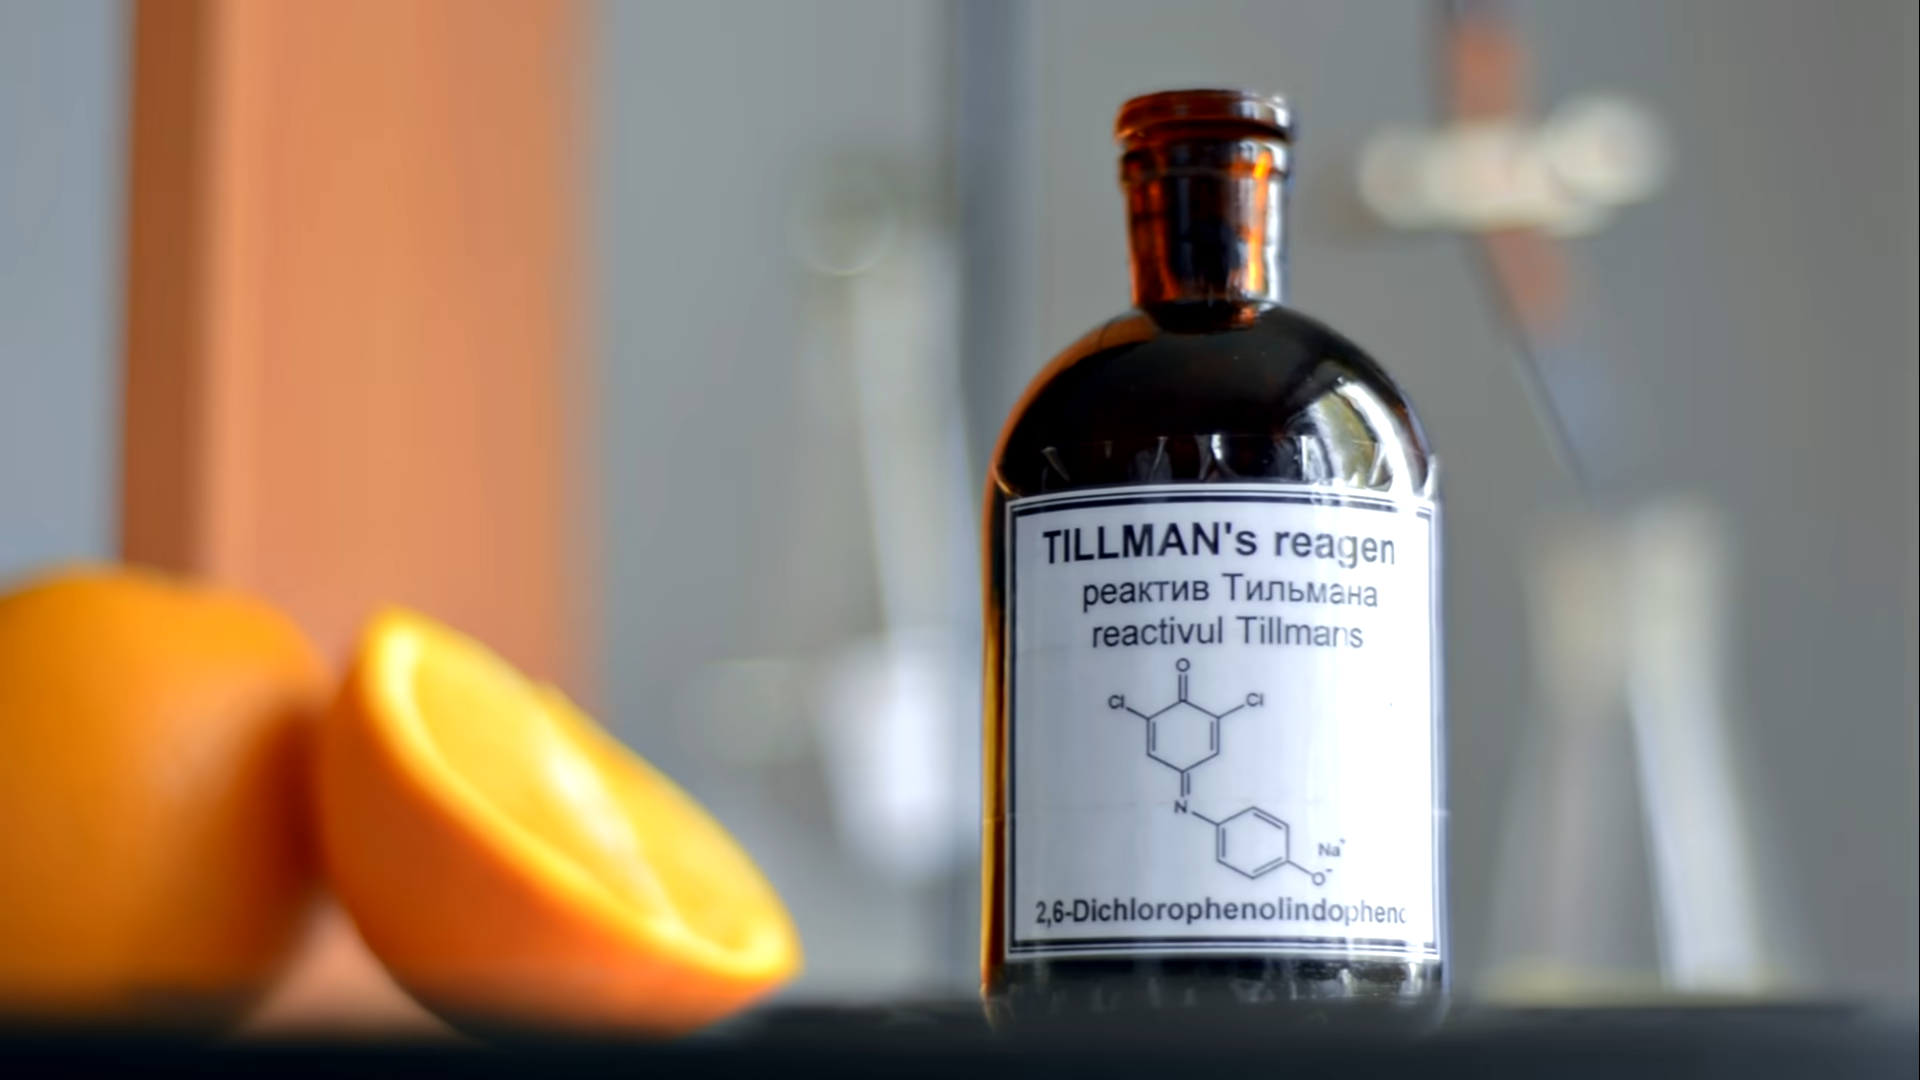 TILLMAN's reagen
реактив Тильмана
reactivul Tillmans
O
Cl Cl
N
Na⁺
O⁻
2,6-Dichlorophenolindophenc